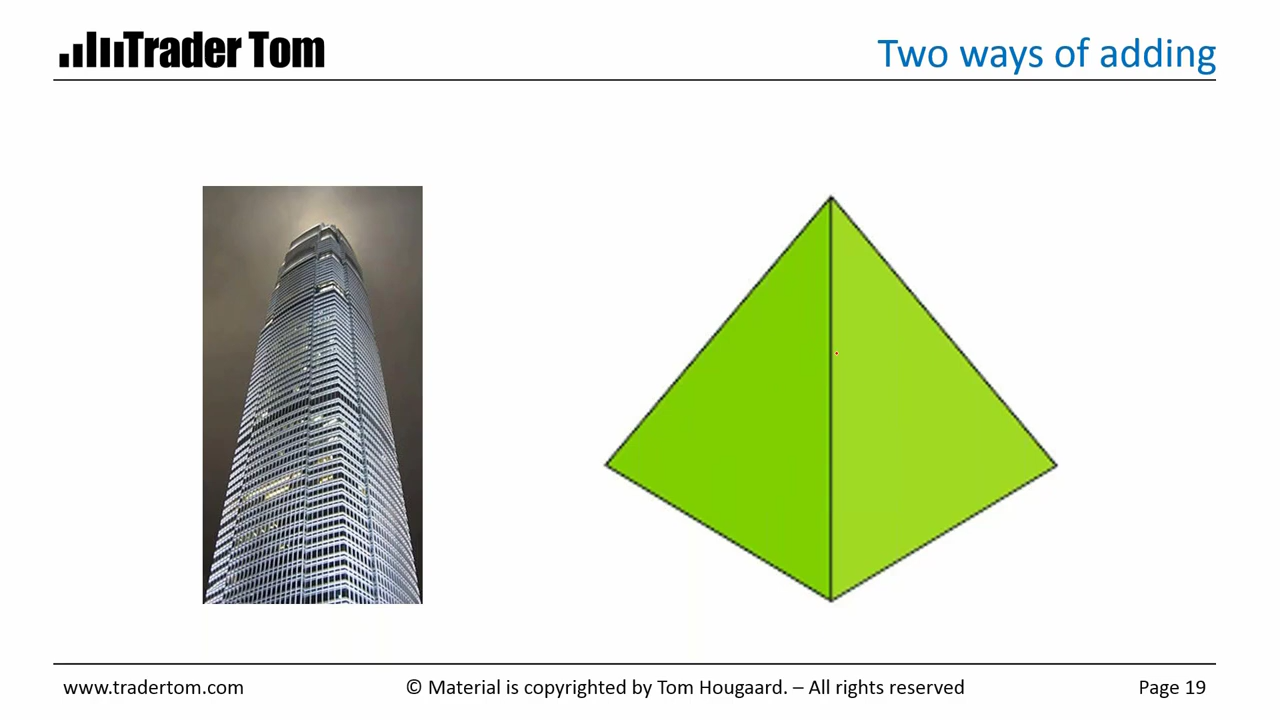 Trader Tom
Two ways of adding
www.tradertom.com
© Material is copyrighted by Tom Hougaard. – All rights reserved
Page 19